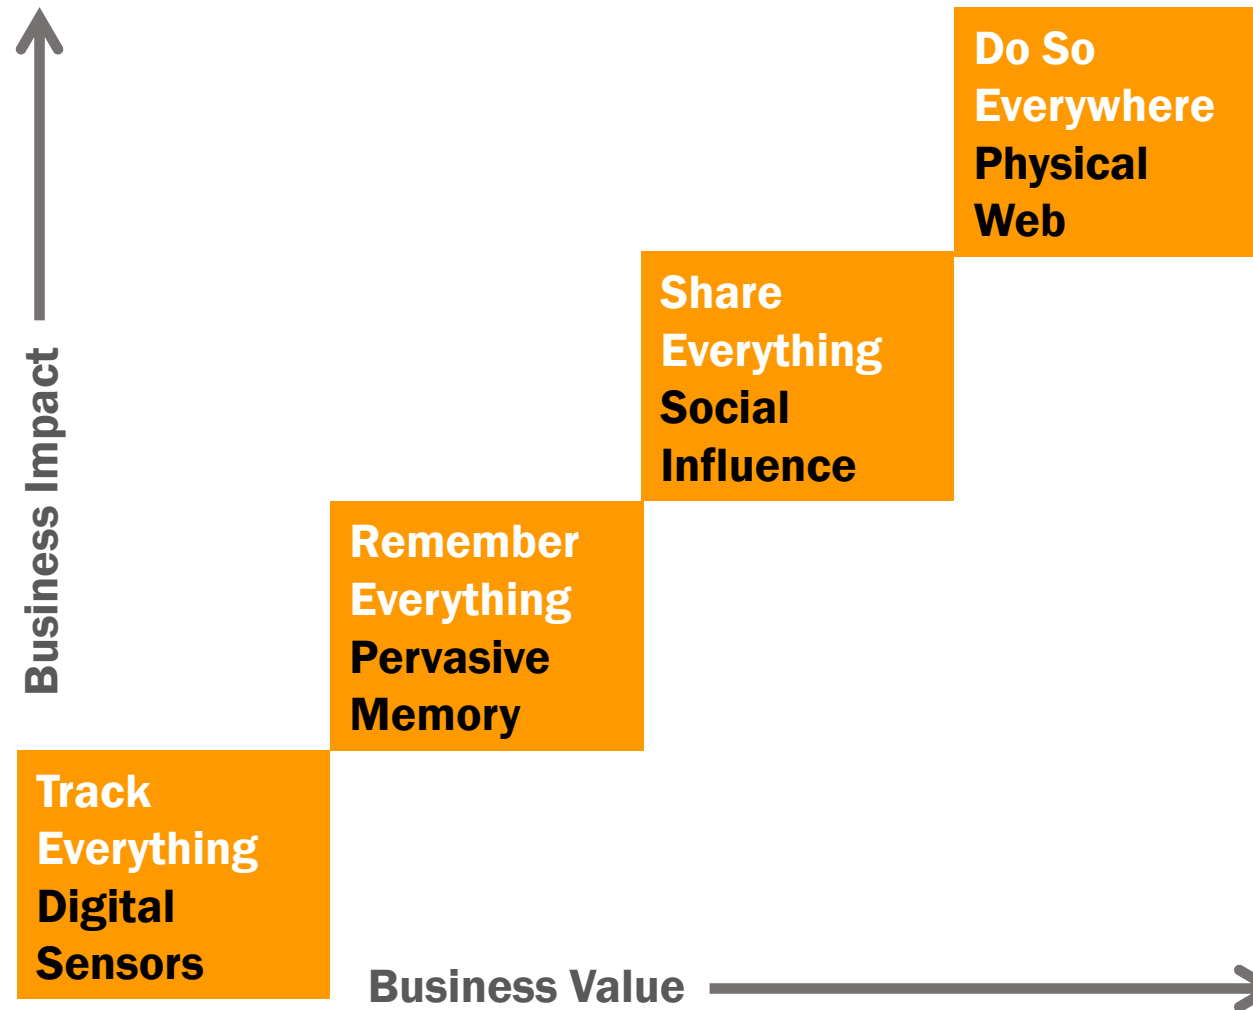 Do So
Everywhere
Physical
Web
Share
Everything
Social
Influence
Remember
Everything
Pervasive
Memory
Track
Everything
Digital
Sensors
Business Impact
Business Value